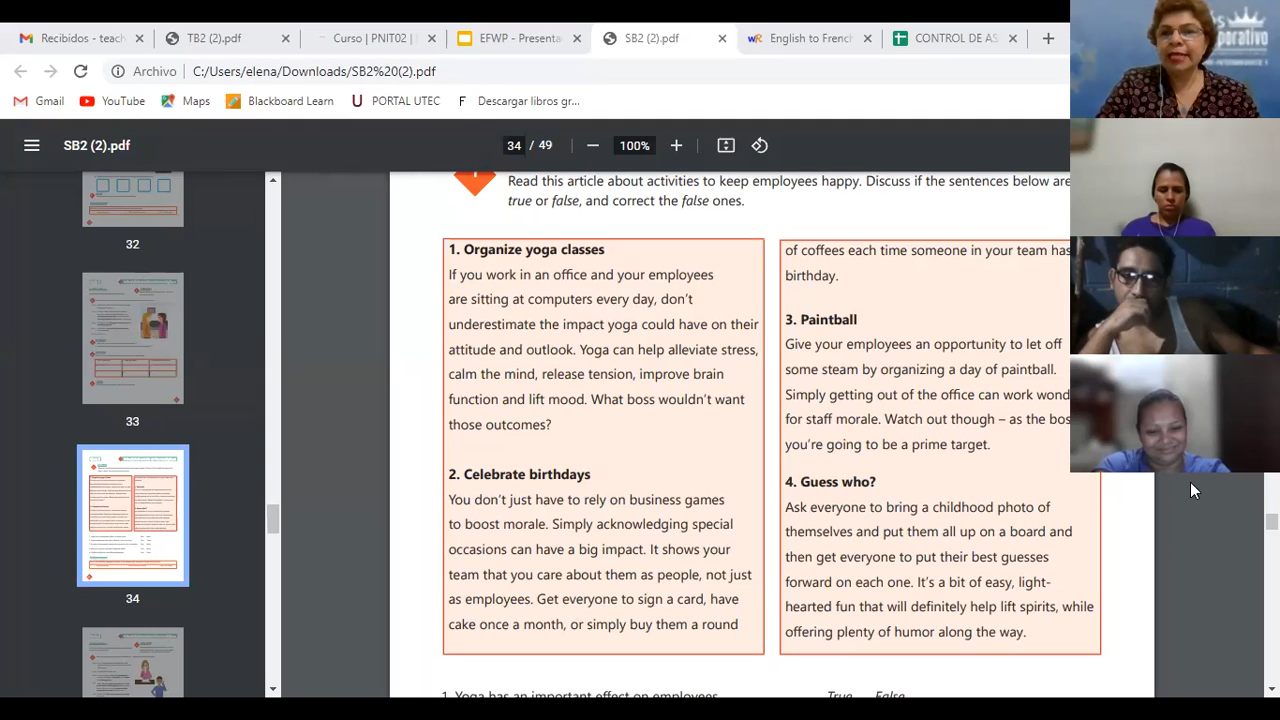 Recibidos - teach
TB2 (2).pdf
Curso | PNIT02 |
EFWP - Presenta
SB2 (2).pdf
English to French
CONTROL DE AS
Archivo
C:/Users/elena/Downloads/SB2%20(2).pdf
Gmail
YouTube
Maps
Blackboard Learn
PORTAL UTEC
Descargar libros gr...
SB2 (2).pdf
34 / 49
100%
32
33
34
Read this article about activities to keep employees happy. Discuss if the sentences below are
true or false, and correct the false ones.
1. Organize yoga classes
If you work in an office and your employees
are sitting at computers every day, don't
underestimate the impact yoga could have on their
attitude and outlook. Yoga can help alleviate stress,
calm the mind, release tension, improve brain
function and lift mood. What boss wouldn't want
those outcomes?
2. Celebrate birthdays
You don't just have to rely on business games
to boost morale. Simply acknowledging special
occasions can have a big impact. It shows your
team that you care about them as people, not just
as employees. Get everyone to sign a card, have
cake once a month, or simply buy them a round
of coffees each time someone in your team has
birthday.
3. Paintball
Give your employees an opportunity to let off
some steam by organizing a day of paintball.
Simply getting out of the office can work wond
for staff morale. Watch out though – as the bos
you're going to be a prime target.
4. Guess who?
Ask everyone to bring a childhood photo of
themselves and put them all up on a board and
then get everyone to put their best guesses
forward on each one. It's a bit of easy, light-
hearted fun that will definitely help lift spirits, while
offering plenty of humor along the way.
1. Yoga has an important effect on employees
True False